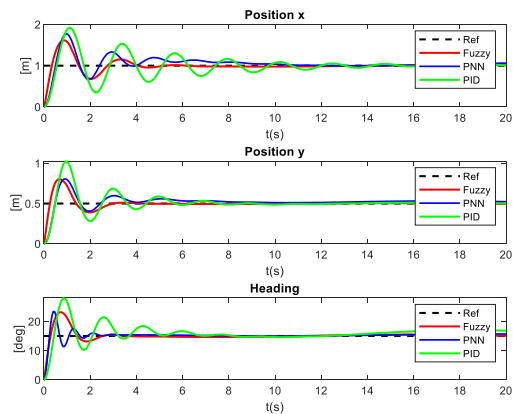 Position x
2
1
0
[m]
Ref
Fuzzy
PNN
PID
0 2 4 6 8 10 12 14 16 18 20
t(s)
Position y
1
0.5
0
[m]
Ref
Fuzzy
PNN
PID
0 2 4 6 8 10 12 14 16 18 20
t(s)
Heading
20
10
0
[deg]
Ref
Fuzzy
PNN
PID
0 2 4 6 8 10 12 14 16 18 20
t(s)